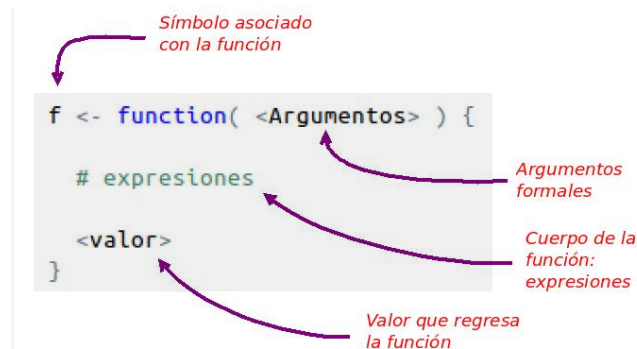 Símbolo asociado
con la función
f <- function( <Argumentos> ) {
# expresiones
<valor>
}
Argumentos
formales
Cuerpo de la
función:
expresiones
Valor que regresa
la función